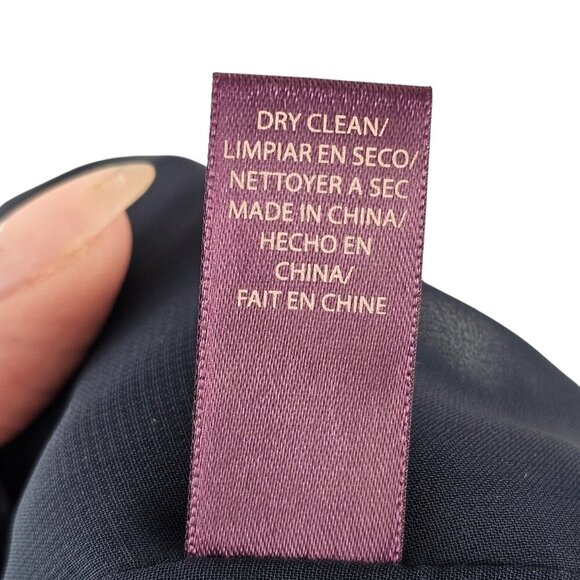 DRY CLEAN/
LIMPIAR EN SECO/
NETTOYER A SEC
MADE IN CHINA/
HECHO EN
CHINA/
FAIT EN CHINE